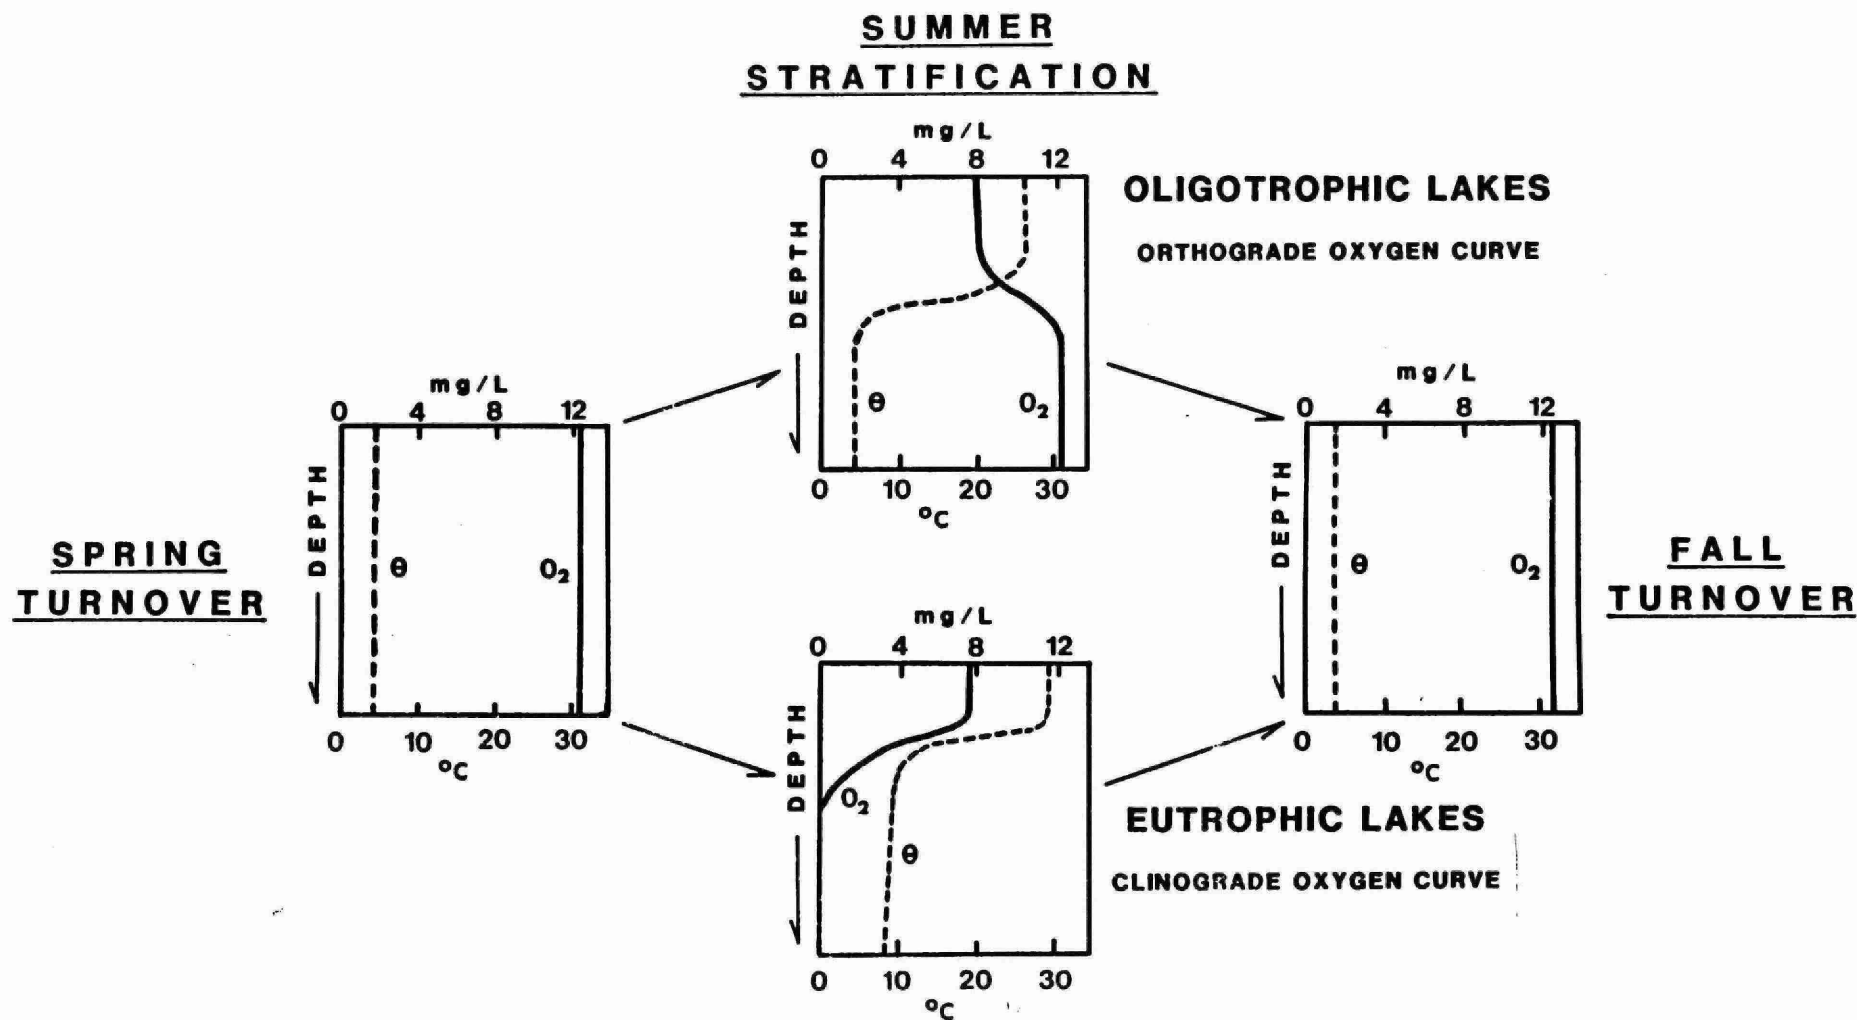 SUMMER
STRATIFICATION
mg/L
0 4 8 12
OLIGOTROPHIC LAKES
ORTHOGRADE OXYGEN CURVE
DEPTH
θ O₂
0 10 20 30
°C
SPRING
TURNOVER
mg/L
0 4 8 12
DEPTH
θ O₂
0 10 20 30
°C
mg/L
0 4 8 12
DEPTH
O₂
θ
0 10 20 30
°C
EUTROPHIC LAKES
CLINOGRADE OXYGEN CURVE
mg/L
0 4 8 12
DEPTH
θ O₂
0 10 20 30
°C
FALL
TURNOVER